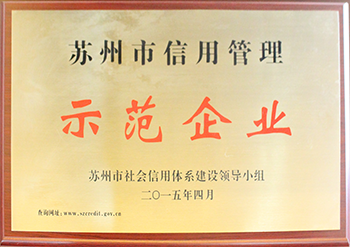 苏州市信用管理
示范企业
苏州市社会信用体系建设领导小组
二〇一五年四月
查询网址:www.szcredit.gov.cn